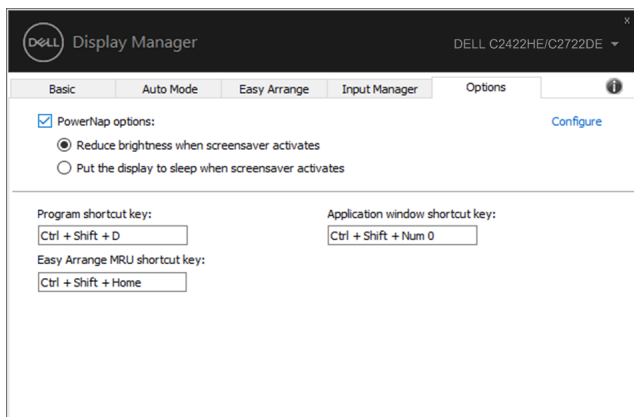 DELL Display Manager
x
DELL C2422HE/C2722DE
Basic
Auto Mode
Easy Arrange
Input Manager
Options
i
PowerNap options:
Configure
Reduce brightness when screensaver activates
Put the display to sleep when screensaver activates
Program shortcut key:
Application window shortcut key:
Ctrl + Shift + D
Ctrl + Shift + Num 0
Easy Arrange MRU shortcut key:
Ctrl + Shift + Home